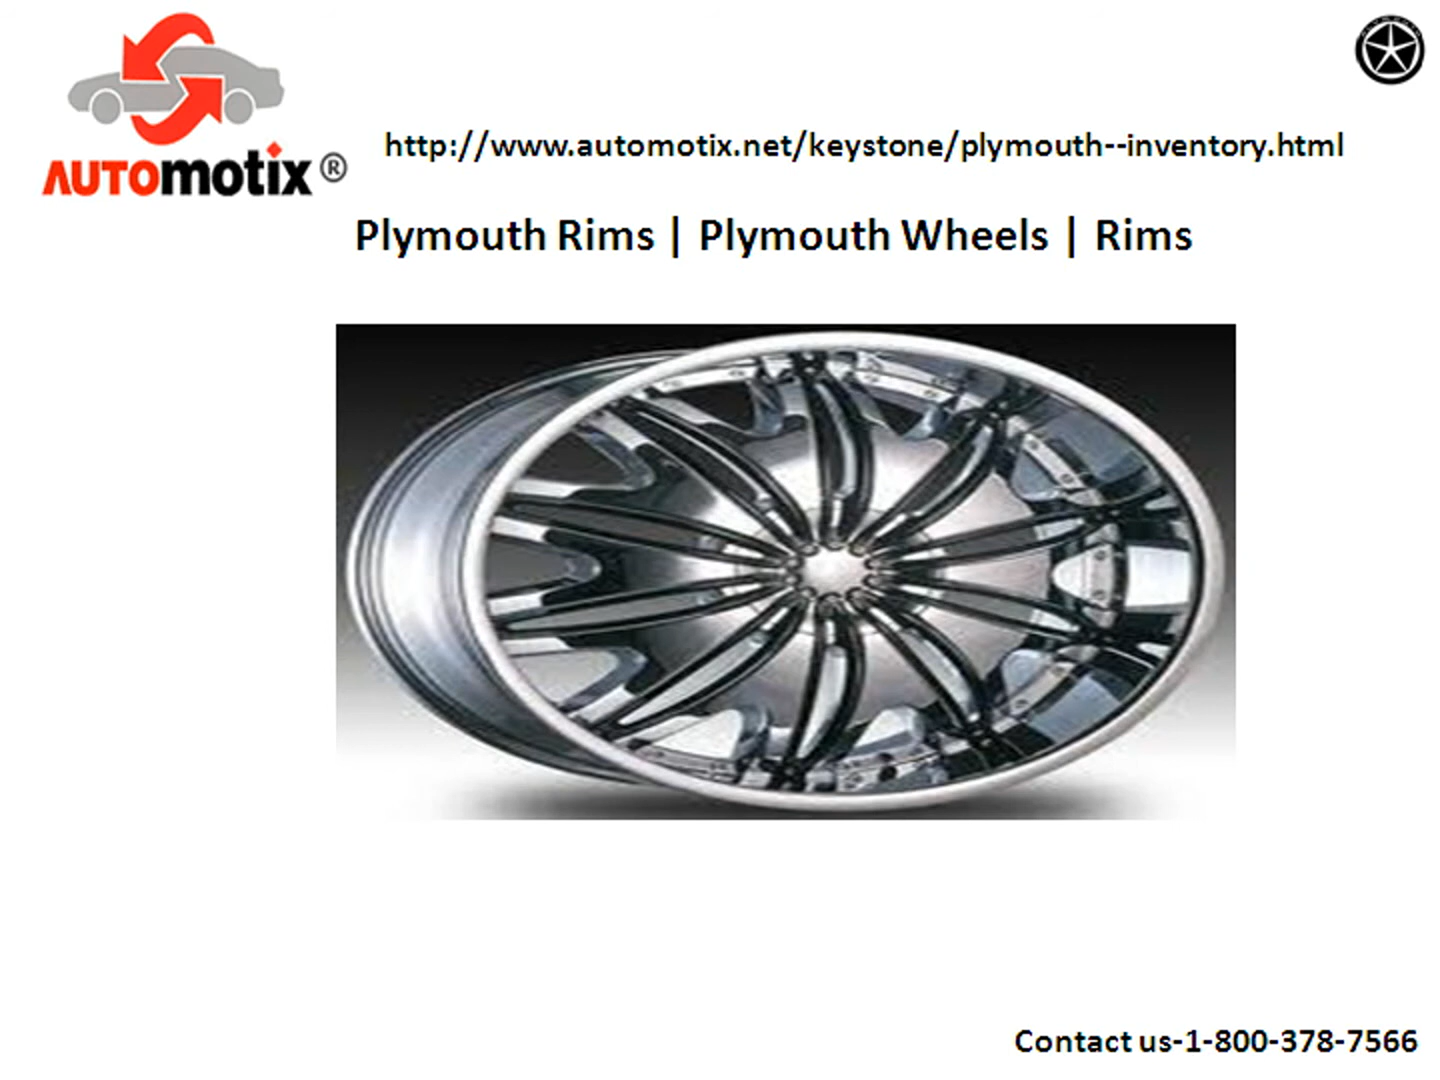 PLYMOUTH
AUTOMOTIX®
http://www.automotix.net/keystone/plymouth--inventory.html
Plymouth Rims | Plymouth Wheels | Rims
Contact us-1-800-378-7566